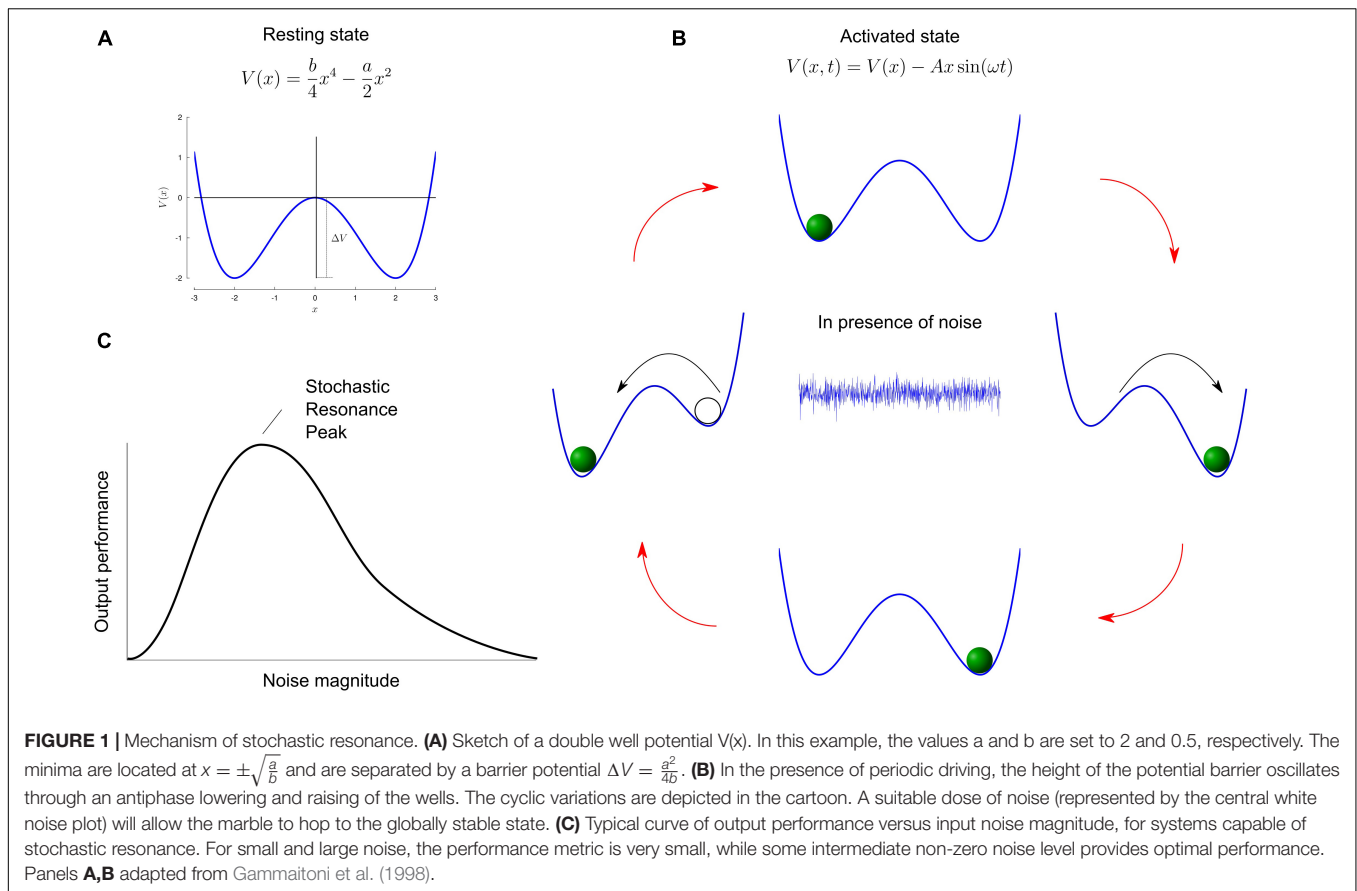 A
Resting state
V(x) = \frac{b}{4}x^4 − \frac{a}{2}x^2
2
1
0
-1
-2
V(x)
ΔV
-3 -2 -1 0 1 2 3
x
B
Activated state
V(x, t) = V(x) − Ax sin(ωt)
In presence of noise
C
Stochastic
Resonance
Peak
Output performance
Noise magnitude
FIGURE 1 | Mechanism of stochastic resonance. (A) Sketch of a double well potential V(x). In this example, the values a and b are set to 2 and 0.5, respectively. The
minima are located at x = ±\sqrt{\frac{a}{b}} and are separated by a barrier potential ΔV = \frac{a^2}{4b}. (B) In the presence of periodic driving, the height of the potential barrier oscillates
through an antiphase lowering and raising of the wells. The cyclic variations are depicted in the cartoon. A suitable dose of noise (represented by the central white
noise plot) will allow the marble to hop to the globally stable state. (C) Typical curve of output performance versus input noise magnitude, for systems capable of
stochastic resonance. For small and large noise, the performance metric is very small, while some intermediate non-zero noise level provides optimal performance.
Panels A,B adapted from Gammaitoni et al. (1998).